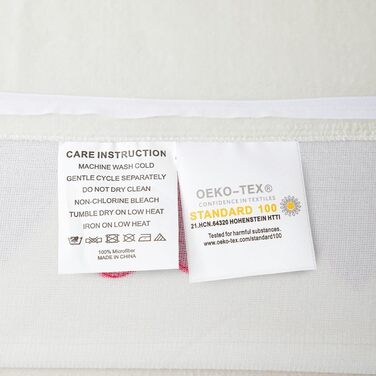 CARE INSTRUCTION
MACHINE WASH COLD
GENTLE CYCLE SEPARATELY
DO NOT DRY CLEAN
NON-CHLORINE BLEACH
TUMBLE DRY ON LOW HEAT
IRON ON LOW HEAT
100% Microfiber
MADE IN CHINA
OEKO-TEX®
CONFIDENCE IN TEXTILES
STANDARD 100
21.HCN.64320 HOHENSTEIN HTTI
Tested for harmful substances.
www.oeko-tex.com/standard100